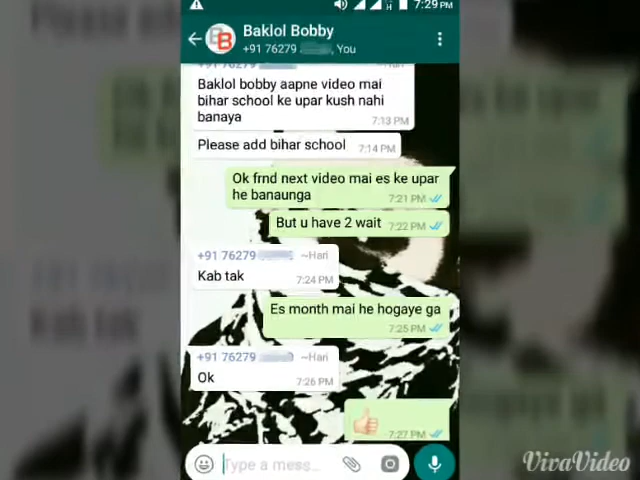 7:29 PM
Baklol Bobby
+91 76279 , You
~Hari
Baklol bobby aapne video mai
bihar school ke upar kush nahi
banaya
7:13 PM
Please add bihar school
7:14 PM
Ok frnd next video mai es ke upar
he banaunga
7:21 PM
But u have 2 wait
7:22 PM
+91 76279 ~Hari
Kab tak
7:24 PM
Es month mai he hogaye ga
7:25 PM
+91 76279 ~Hari
Ok
7:26 PM
7:27 PM
Type a mess...
VivaVideo